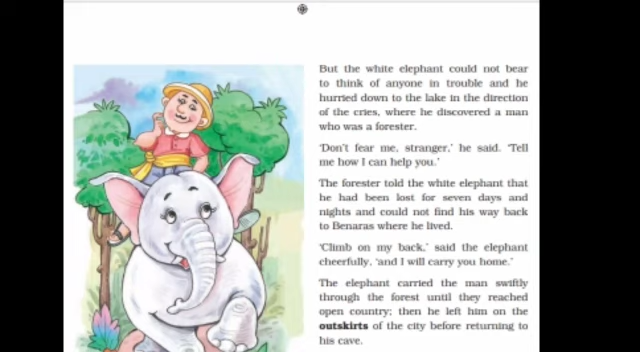 But the white elephant could not bear
to think of anyone in trouble and he
hurried down to the lake in the direction
of the cries, where he discovered a man
who was a forester.
'Don't fear me, stranger,' he said. 'Tell
me how I can help you.'
The forester told the white elephant that
he had been lost for seven days and
nights and could not find his way back
to Benaras where he lived.
'Climb on my back,' said the elephant
cheerfully, 'and I will carry you home.'
The elephant carried the man swiftly
through the forest until they reached
open country; then he left him on the
outskirts of the city before returning to
his cave.